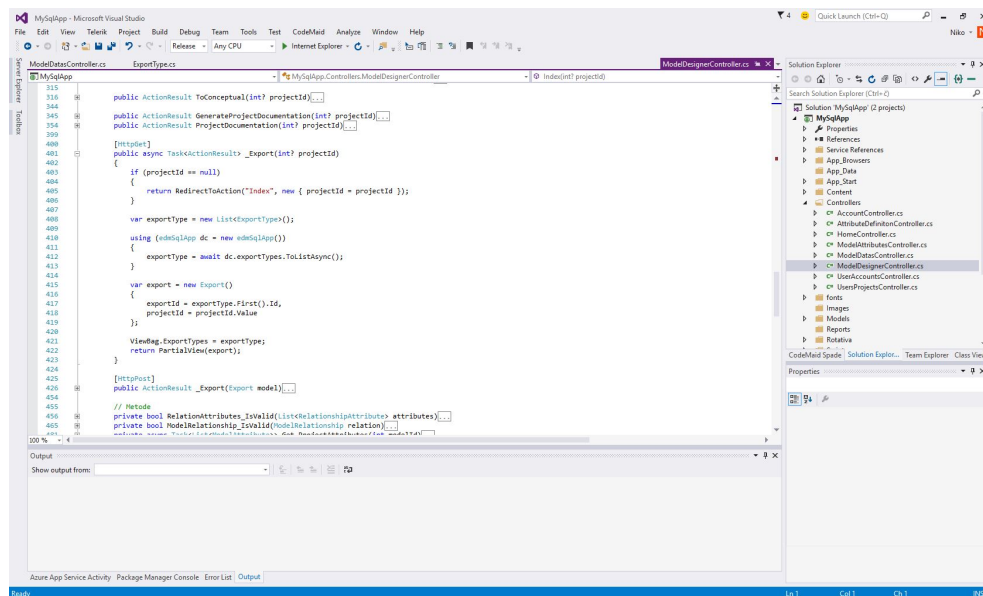 MySqlApp - Microsoft Visual Studio
4
Quick Launch (Ctrl+Q)
File Edit View Telerik Project Build Debug Team Tools Test CodeMaid Analyze Window Help
Niko
Release Any CPU Internet Explorer
Server Explorer
Toolbox
ModelDatasController.cs ExportType.cs ModelDesignerController.cs
MySqlApp MySqlApp.Controllers.ModelDesignerController Index(int? projectId)
315
316 public ActionResult ToConceptual(int? projectId)...
344
345 public ActionResult GenerateProjectDocumentation(int? projectId)...
354 public ActionResult ProjectDocumentation(int? projectId)...
399
400 [HttpGet]
401 public async Task<ActionResult> _Export(int? projectId)
402 {
403 if (projectId == null)
404 {
405 return RedirectToAction("Index", new { projectId = projectId });
406 }
407
408 var exportType = new List<ExportType>();
409
410 using (edmSqlApp dc = new edmSqlApp())
411 {
412 exportType = await dc.exportTypes.ToListAsync();
413 }
414
415 var export = new Export()
416 {
417 exportId = exportType.First().Id,
418 projectId = projectId.Value
419 };
420
421 ViewBag.ExportTypes = exportType;
422 return PartialView(export);
423 }
424
425 [HttpPost]
426 public ActionResult _Export(Export model)...
454
455 // Metode
456 private bool RelationAttributes_IsValid(List<RelationshipAttribute> attributes)...
465 private bool ModelRelationship_IsValid(ModelRelationship relation)...
100 %
Solution Explorer
Search Solution Explorer (Ctrl+č)
Solution 'MySqlApp' (2 projects)
MySqlApp
Properties
References
Service References
App_Browsers
App_Data
App_Start
Content
Controllers
C# AccountController.cs
C# AttributeDefinitonController.cs
C# HomeController.cs
C# ModelAttributesController.cs
C# ModelDatasController.cs
C# ModelDesignerController.cs
C# UserAccountsController.cs
C# UsersProjectsController.cs
fonts
Images
Models
Reports
Rotativa
CodeMaid Spade Solution Explor... Team Explorer Class View
Properties
Output
Show output from:
Azure App Service Activity Package Manager Console Error List Output
Ready Ln 1 Col 1 Ch 1 INS